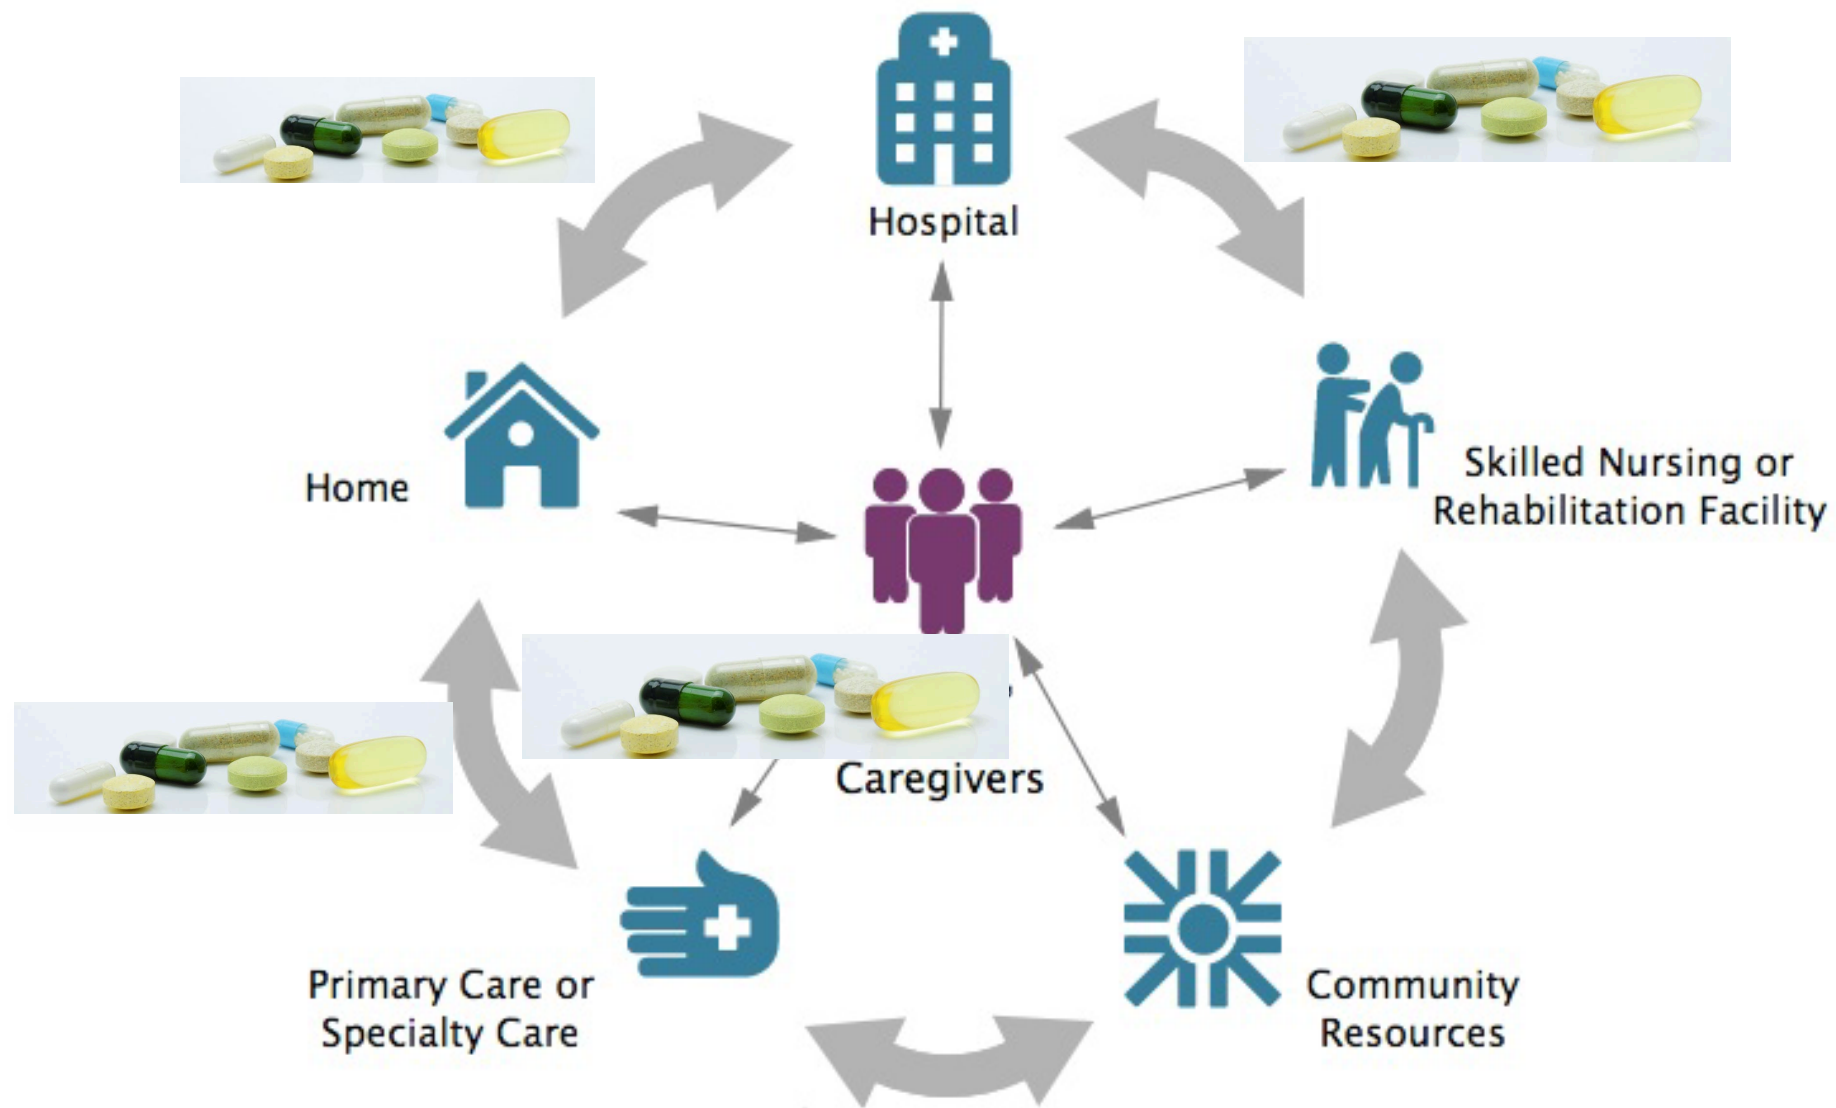 Hospital
Home
Skilled Nursing or
Rehabilitation Facility
Caregivers
Primary Care or
Specialty Care
Community
Resources